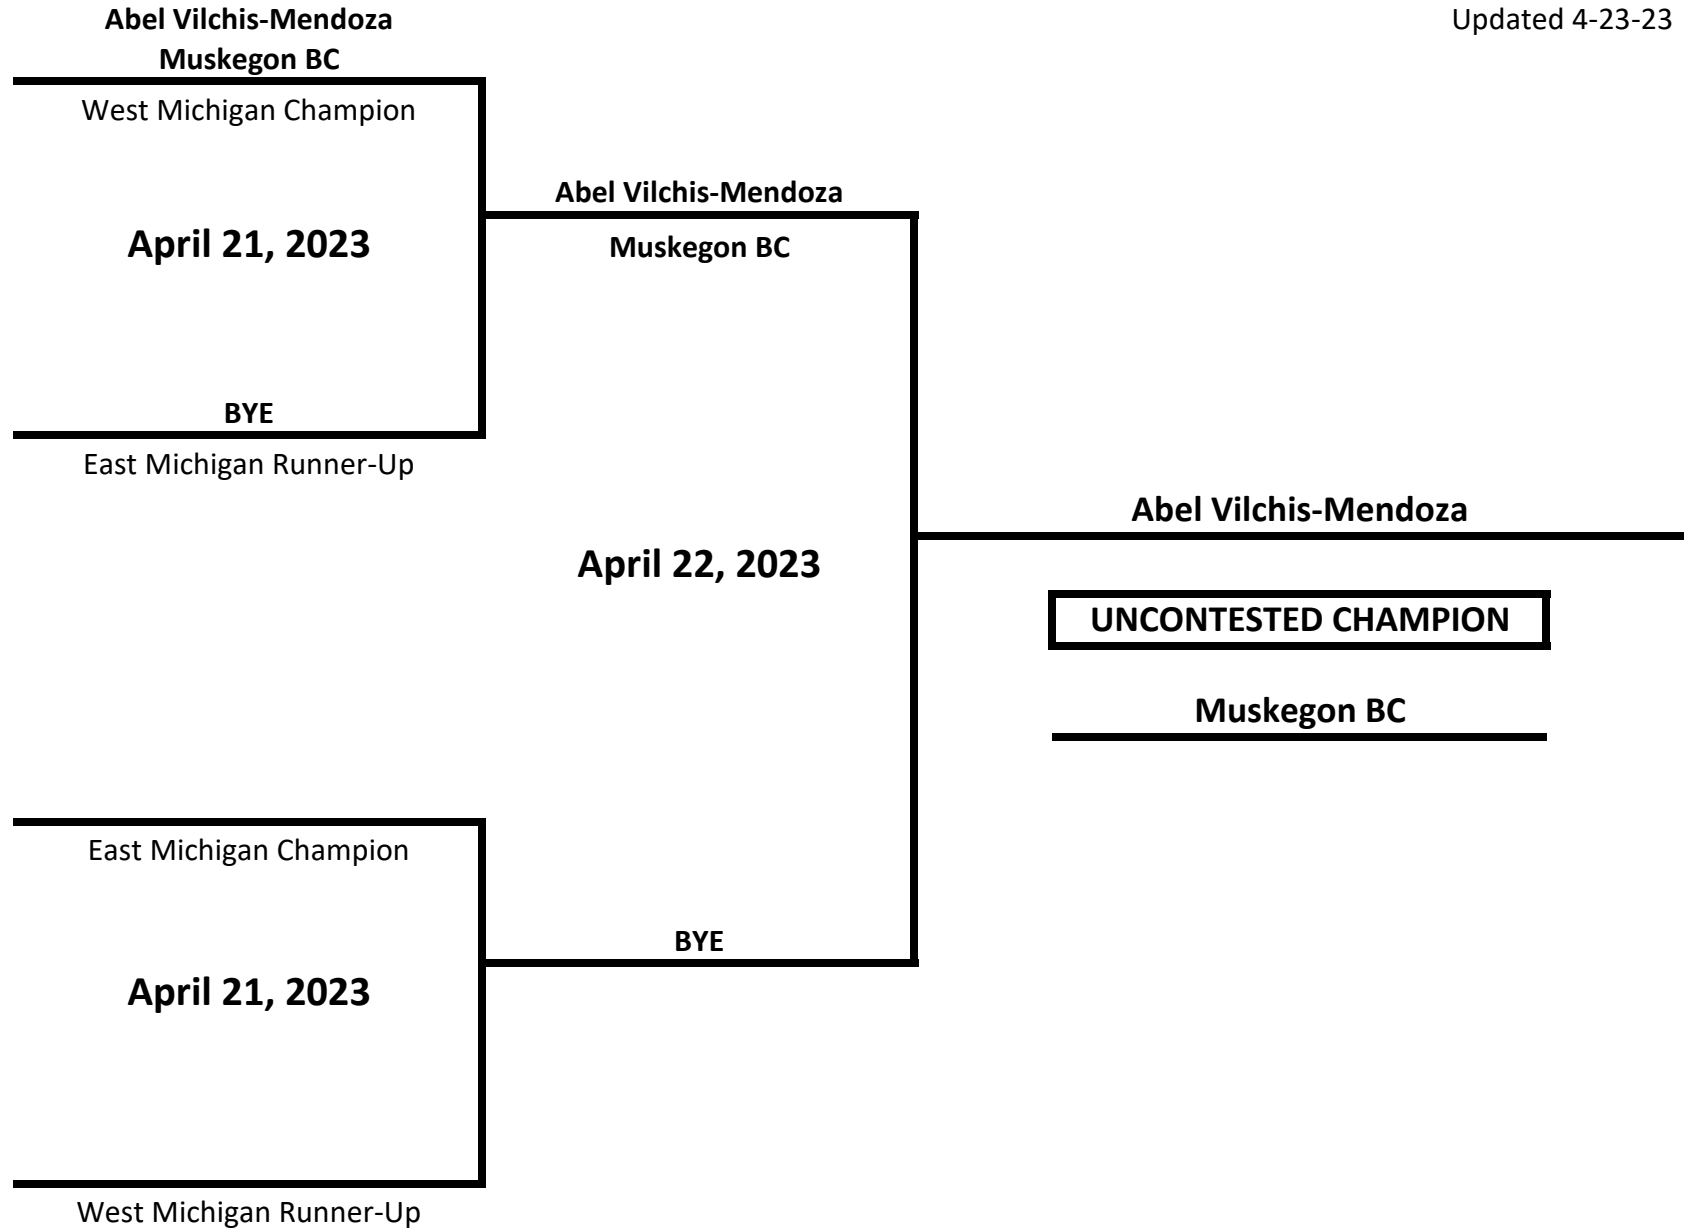 Abel Vilchis-Mendoza
Updated 4-23-23
Muskegon BC
West Michigan Champion
Abel Vilchis-Mendoza
April 21, 2023
Muskegon BC
BYE
East Michigan Runner-Up
Abel Vilchis-Mendoza
April 22, 2023
UNCONTESTED CHAMPION
Muskegon BC
East Michigan Champion
BYE
April 21, 2023
West Michigan Runner-Up